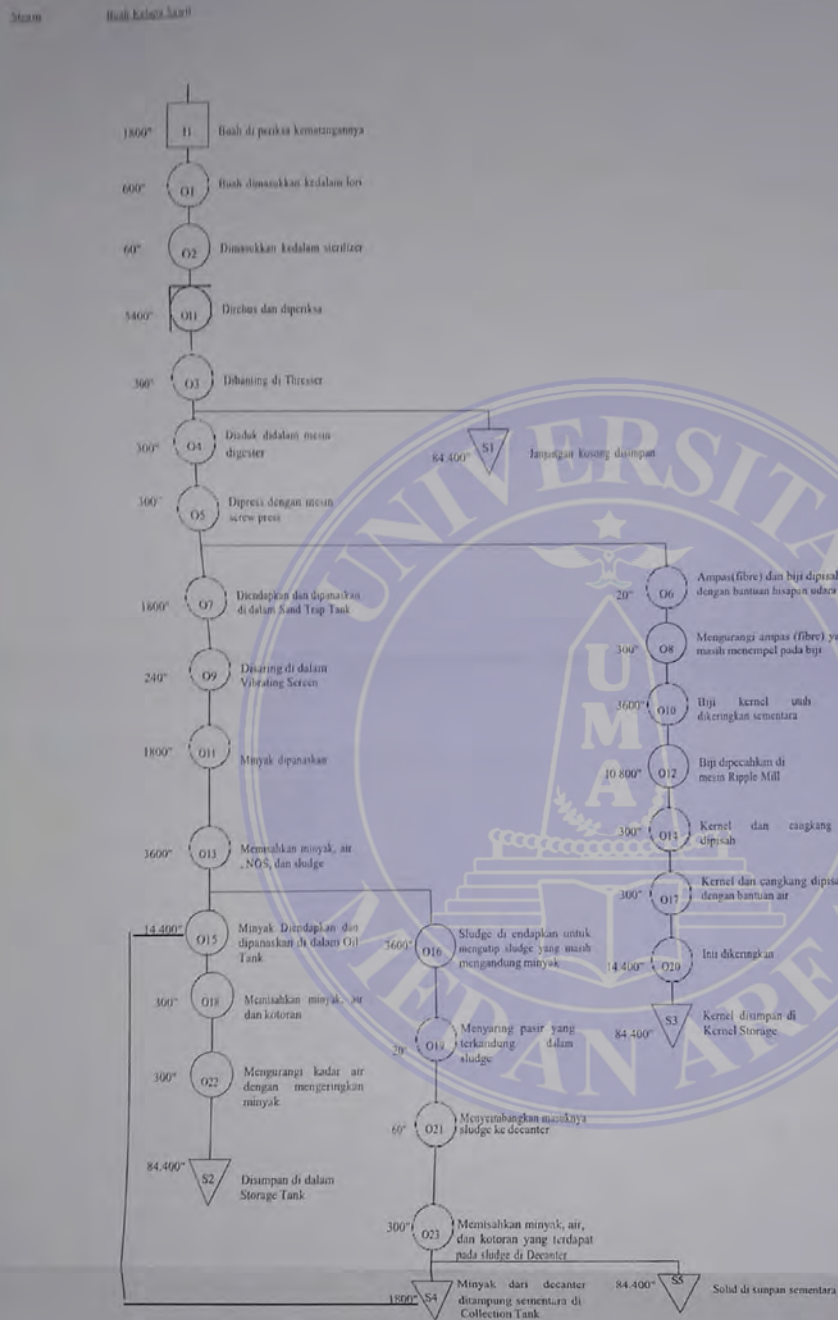 Steam
Buah Kelapa Sawit
1800"
I1
Buah di periksa kematangannya
600"
O1
Buah dimasukkan kedalam lori
60"
O2
Dimasukkan kedalam sterilizer
5400"
O11
Direbus dan diperiksa
300"
O3
Dibanting di Thresser
300"
O4
Diaduk didalam mesin
digester
84.400"
S1
Janjangan kosong disimpan
300"
O5
Dipress dengan mesin
screw press
1800"
O7
Diendapkan dan dipanaskan
di dalam Sand Trap Tank
20"
O6
Ampas(fibre) dan biji dipisah
dengan bantuan hisapan udara
240"
O9
Disaring di dalam
Vibrating Screen
300"
O8
Mengurangi ampas (fibre)
masih menempel pada biji
1800"
O11
Minyak dipanaskan
3600"
O10
Biji kernel utuh
dikeringkan sementara
10.800"
O12
Biji dipecahkan di
mesin Ripple Mill
3600"
O13
Memisahkan minyak, air
,NOS, dan sludge
300"
O14
Kernel dan cangkang
dipisah
300"
O17
Kernel dan cangkang
dengan bantuan air
14.400"
O15
Minyak Diendapkan dan
dipanaskan di dalam Oil
Tank
3600"
O16
Sludge di endapkan untuk
mengutip sludge yang masih
mengandung minyak
14.400"
O20
Inti dikeringkan
300"
O18
Memisahkan minyak, air
dan kotoran
20"
O19
Menyaring pasir yang
terkandung dalam
sludge
84.400"
S3
Kernel disimpan di
Kernel Storage
300"
O22
Mengurangi kadar air
dengan mengeringkan
minyak
60"
O21
Menyeimbangkan masuknya
sludge ke decanter
84.400"
S2
Disimpan di dalam
Storage Tank
300"
O23
Memisahkan minyak, air,
dan kotoran yang terdapat
pada sludge di Decanter
1800"
S4
Minyak dari decanter
ditampung sementara di
Collection Tank
84.400"
S5
Solid di simpan sementara
UNIVERSITA
MEDAN ARE
UMA